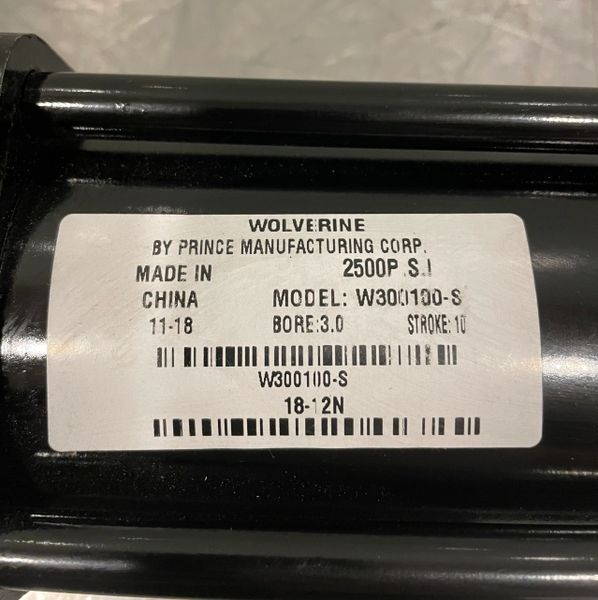 WOLVERINE
BY PRINCE MANUFACTURING CORP.
MADE IN 2500P.S.I
CHINA MODEL: W300100-S
11-18 BORE:3.0 STROKE:10
W300100-S
18-12N